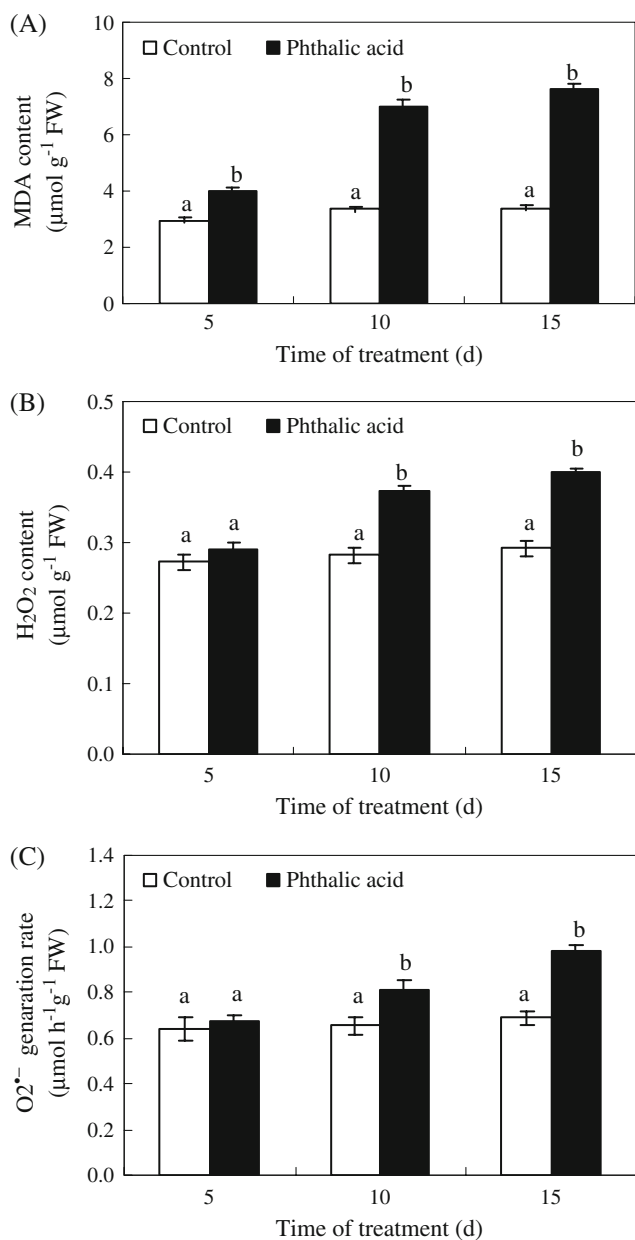 (A)
10
Control Phthalic acid
b
b
8
6
b
a
a
a
4
2
0
MDA content
(µmol g-1 FW)
5 10 15
Time of treatment (d)
(B)
0.5
Control Phthalic acid
b
b
0.4
a a
a
a
0.3
0.2
0.1
0.0
H2O2 content
(µmol g-1 FW)
5 10 15
Time of treatment (d)
(C)
1.4
Control Phthalic acid
1.2
b
1.0
b
a a
a
a
0.8
0.6
0.4
0.2
0.0
O2•− genaration rate
(µmol h-1g-1 FW)
5 10 15
Time of treatment (d)